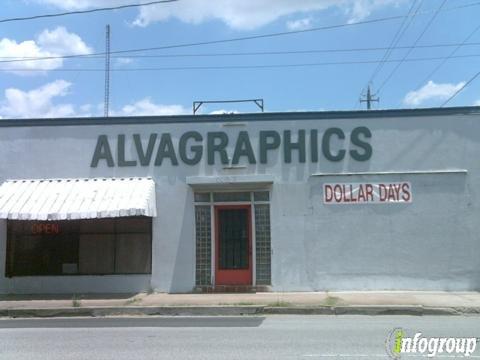 ALVAGRAPHICS
DOLLAR DAYS
OPEN
infogroup